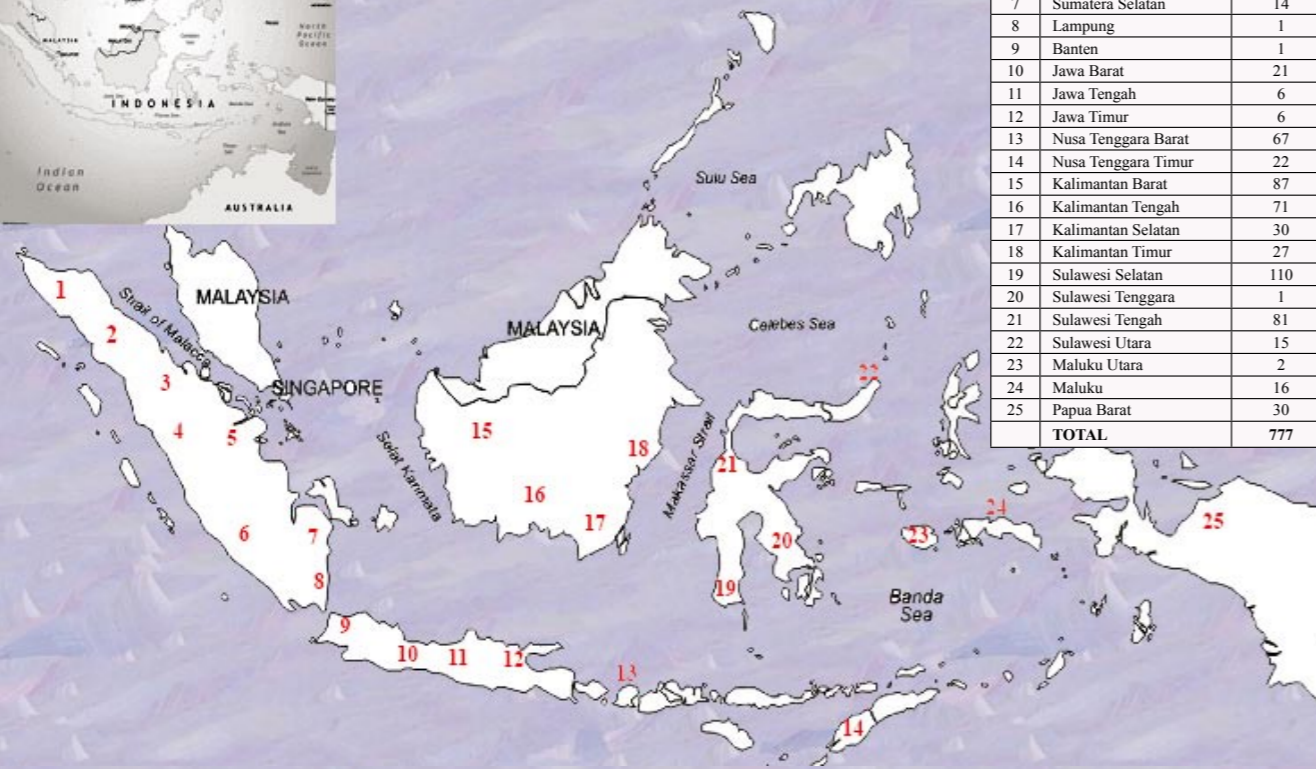 MALAYSIA
North
Pacific
Ocean
INDONESIA
Indian
Ocean
AUSTRALIA
7 Sumatera Selatan 14
8 Lampung 1
9 Banten 1
10 Jawa Barat 21
11 Jawa Tengah 6
12 Jawa Timur 6
13 Nusa Tenggara Barat 67
14 Nusa Tenggara Timur 22
15 Kalimantan Barat 87
16 Kalimantan Tengah 71
17 Kalimantan Selatan 30
18 Kalimantan Timur 27
19 Sulawesi Selatan 110
20 Sulawesi Tenggara 1
21 Sulawesi Tengah 81
22 Sulawesi Utara 15
23 Maluku Utara 2
24 Maluku 16
25 Papua Barat 30
TOTAL 777
Sulu Sea
MALAYSIA
Strait of Malacca
MALAYSIA
Celebes Sea
SINGAPORE
Selat Karimata
Makassar Strait
Banda
Sea
1
2
3
4
5
6
7
8
9
10
11
12
13
14
15
16
17
18
19
20
21
22
23
24
25